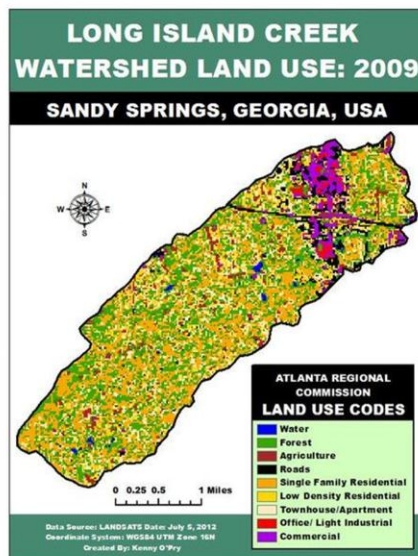 LONG ISLAND CREEK
WATERSHED LAND USE: 2009
SANDY SPRINGS, GEORGIA, USA
N
W E
S
ATLANTA REGIONAL
COMMISSION
LAND USE CODES
Water
Forest
Agriculture
Roads
Single Family Residential
Low Density Residential
Townhouse/Apartment
Office/ Light Industrial
Commercial
0 0.25 0.5 1 Miles
Data Source: LANDSAT5 Date: July 5, 2012
Coordinate System: WGS84 UTM Zone 16N
Created By: Kenny O'Pry